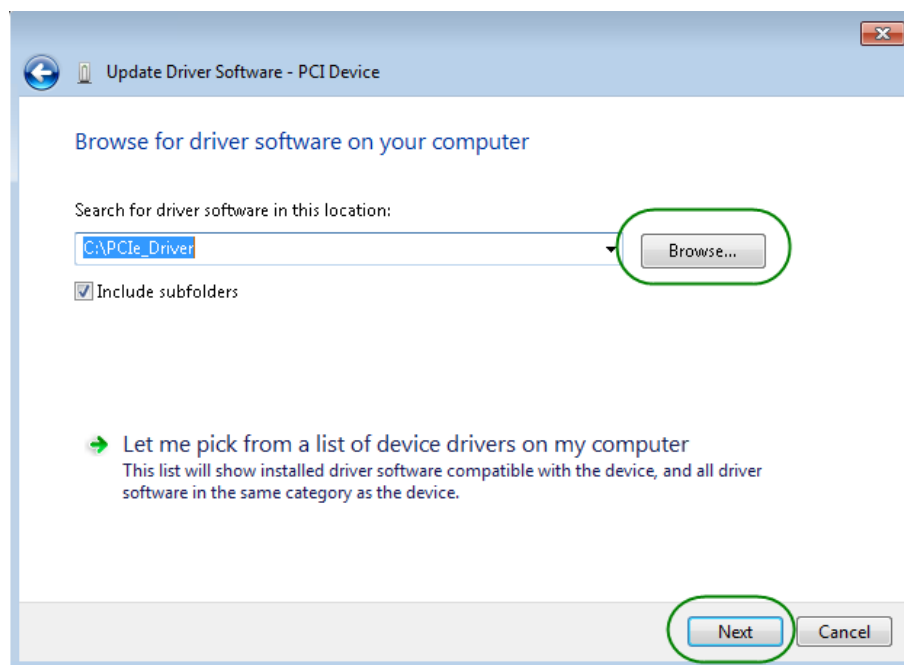 Update Driver Software - PCI Device
Browse for driver software on your computer
Search for driver software in this location:
C:\PCIe_Driver
Browse...
Include subfolders
Let me pick from a list of device drivers on my computer
This list will show installed driver software compatible with the device, and all driver
software in the same category as the device.
Next
Cancel